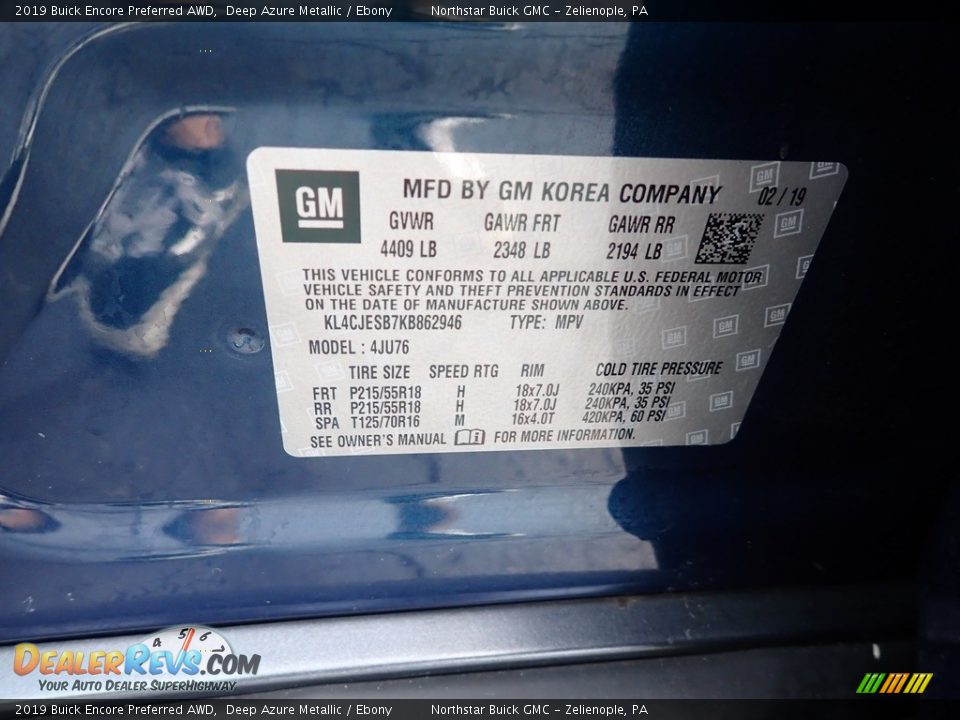 2019 Buick Encore Preferred AWD, Deep Azure Metallic / Ebony Northstar Buick GMC - Zelienople, PA
GM MFD BY GM KOREA COMPANY 02 / 19
GVWR GAWR FRT GAWR RR
4409 LB 2348 LB 2194 LB
THIS VEHICLE CONFORMS TO ALL APPLICABLE U.S. FEDERAL MOTOR
VEHICLE SAFETY AND THEFT PREVENTION STANDARDS IN EFFECT
ON THE DATE OF MANUFACTURE SHOWN ABOVE.
KL4CJESB7KB862946 TYPE: MPV
MODEL : 4JU76
TIRE SIZE SPEED RTG RIM COLD TIRE PRESSURE
FRT P215/55R18 H 18x7.0J 240KPA, 35 PSI
RR P215/55R18 H 18x7.0J 240KPA, 35 PSI
SPA T125/70R16 M 16x4.0T 420KPA, 60 PSI
SEE OWNER'S MANUAL FOR MORE INFORMATION.
4 5 6 7
DealerRevs.com
Your Auto Dealer SuperHighway
2019 Buick Encore Preferred AWD, Deep Azure Metallic / Ebony Northstar Buick GMC - Zelienople, PA